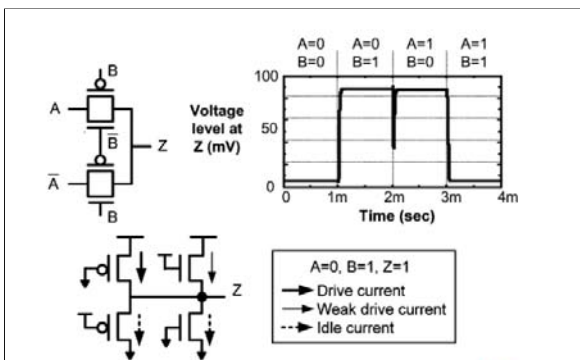 A=0 A=0 A=1 A=1
B=0 B=1 B=0 B=1
B
A
B̅
Z
A̅
B
Voltage
level at
Z (mV)
100
50
0
0 1m 2m 3m 4m
Time (sec)
Z
A=0, B=1, Z=1
Drive current
Weak drive current
Idle current